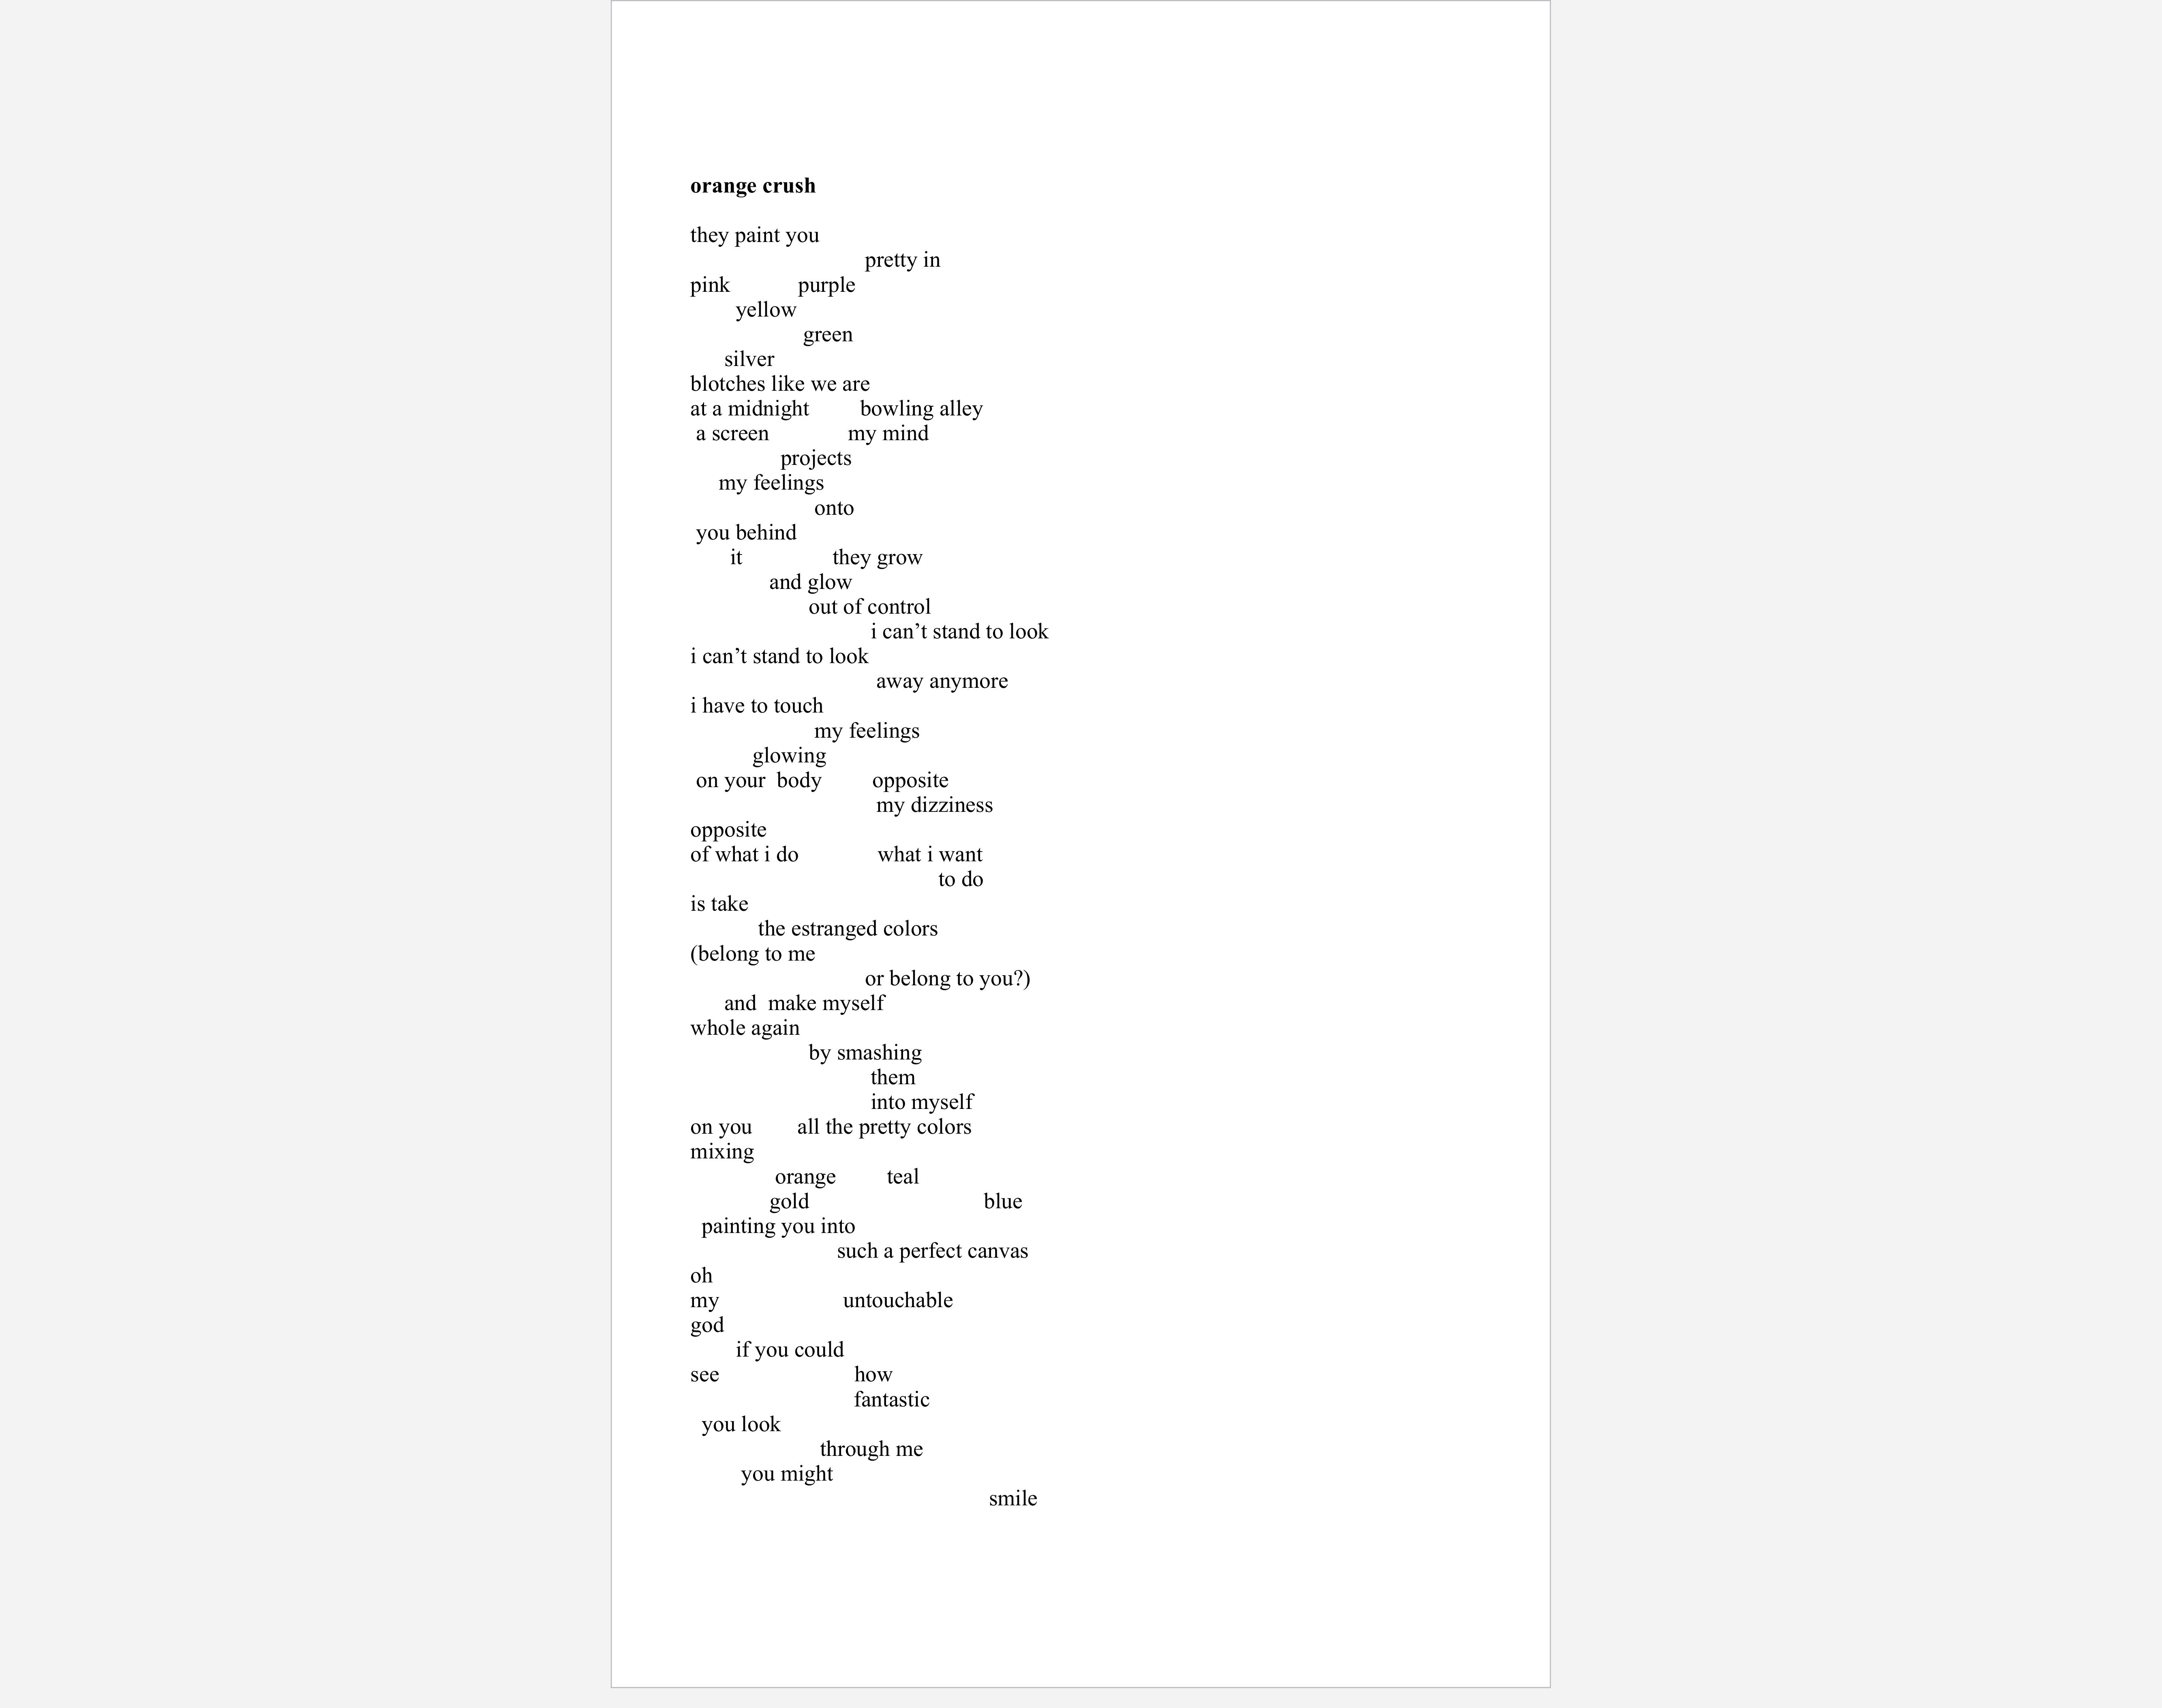 orange crush
they paint you
pretty in
pink purple
yellow
green
silver
blotches like we are
at a midnight bowling alley
a screen my mind
projects
my feelings
onto
you behind
it they grow
and glow
out of control
i can’t stand to look
i can’t stand to look
away anymore
i have to touch
my feelings
glowing
on your body opposite
my dizziness
opposite
of what i do what i want
to do
is take
the estranged colors
(belong to me
or belong to you?)
and make myself
whole again
by smashing
them
into myself
on you all the pretty colors
mixing
orange teal
gold blue
painting you into
such a perfect canvas
oh
my untouchable
god
if you could
see how
fantastic
you look
through me
you might
smile